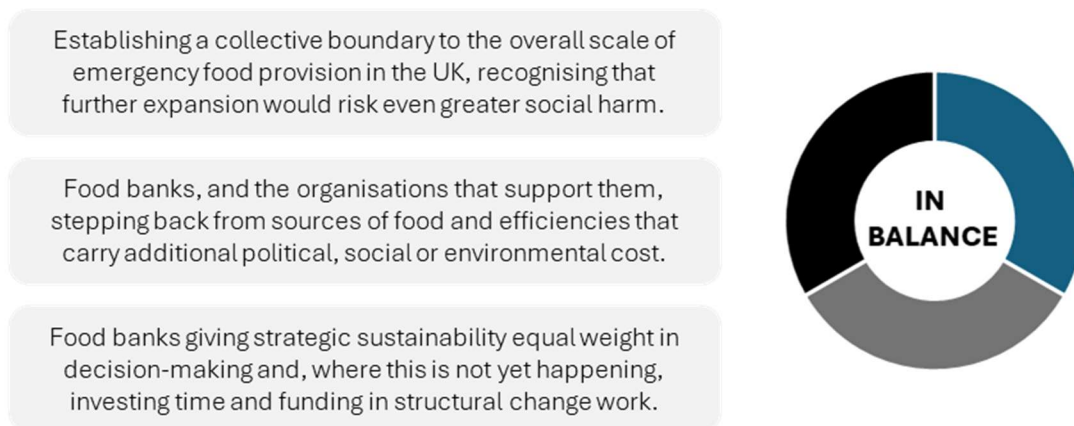 Establishing a collective boundary to the overall scale of
emergency food provision in the UK, recognising that
further expansion would risk even greater social harm.
Food banks, and the organisations that support them,
stepping back from sources of food and efficiencies that
carry additional political, social or environmental cost.
Food banks giving strategic sustainability equal weight in
decision-making and, where this is not yet happening,
investing time and funding in structural change work.
IN
BALANCE